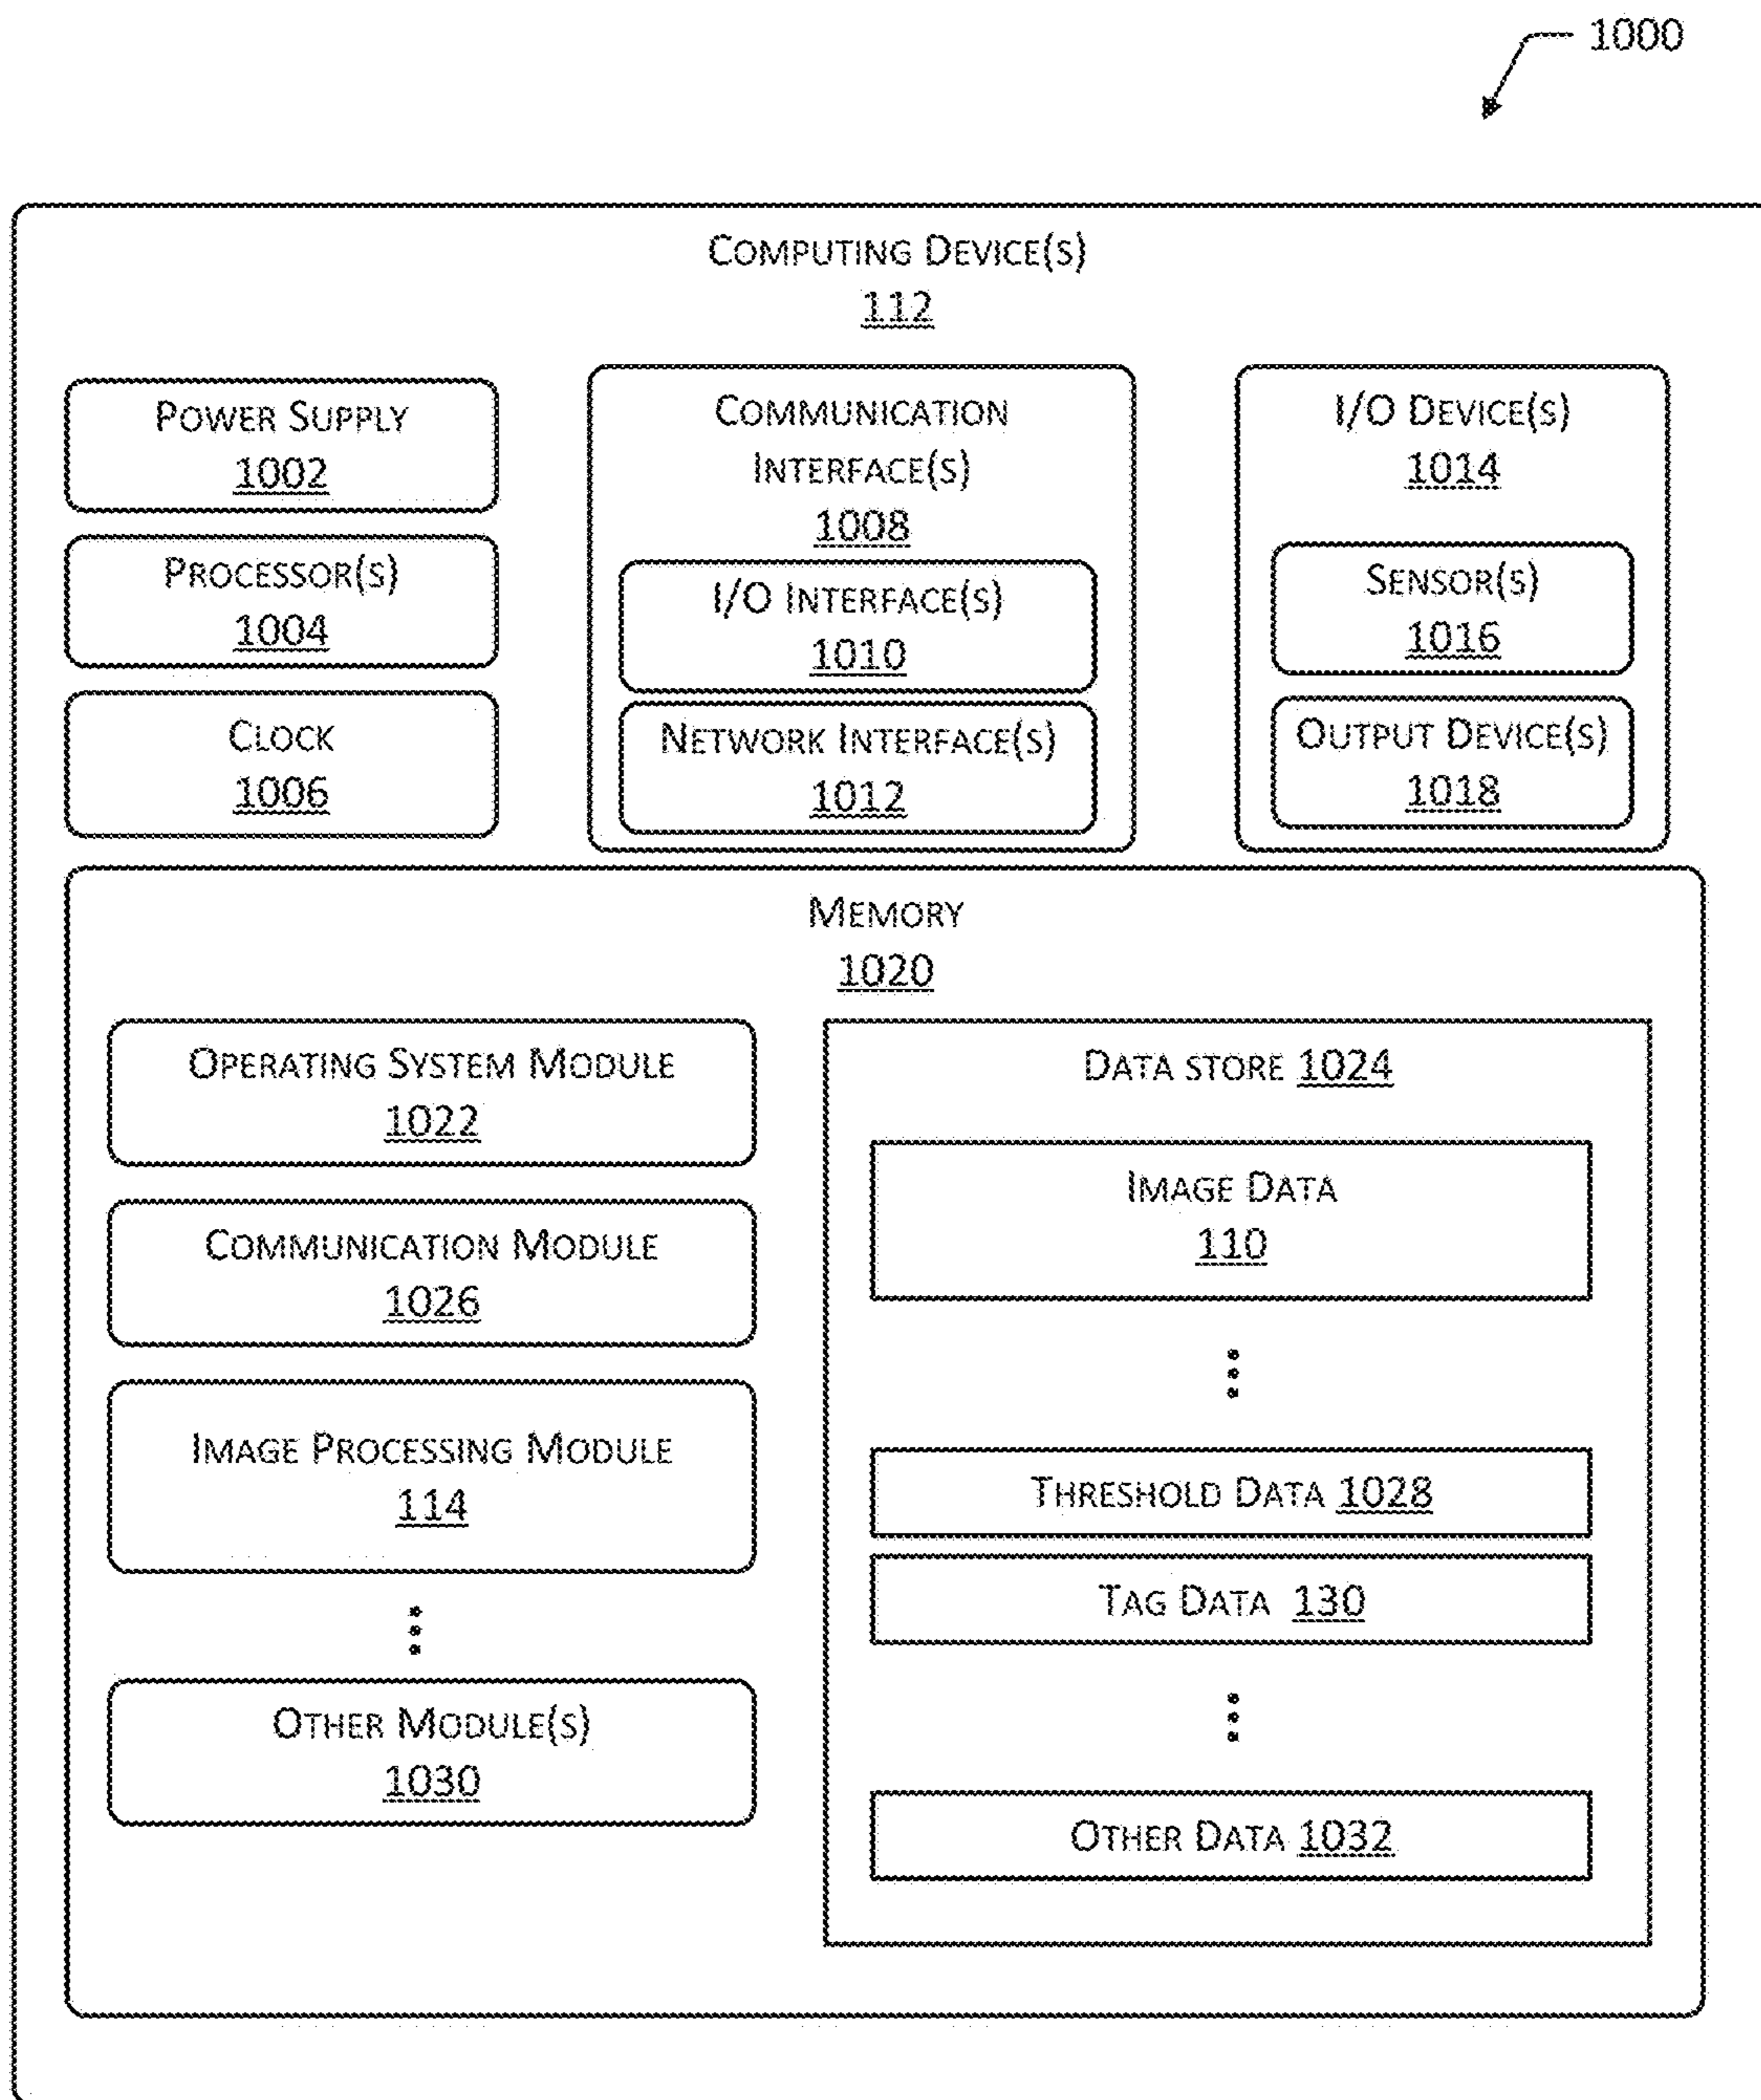 1000
Computing Device(s)
112
Power Supply
1002
Processor(s)
1004
Clock
1006
Communication
Interface(s)
1008
I/O Interface(s)
1010
Network Interface(s)
1012
I/O Device(s)
1014
Sensor(s)
1016
Output Device(s)
1018
Memory
1020
Operating System Module
1022
Communication Module
1026
Image Processing Module
114
Other Module(s)
1030
Data store 1024
Image Data
110
Threshold Data 1028
Tag Data 130
Other Data 1032